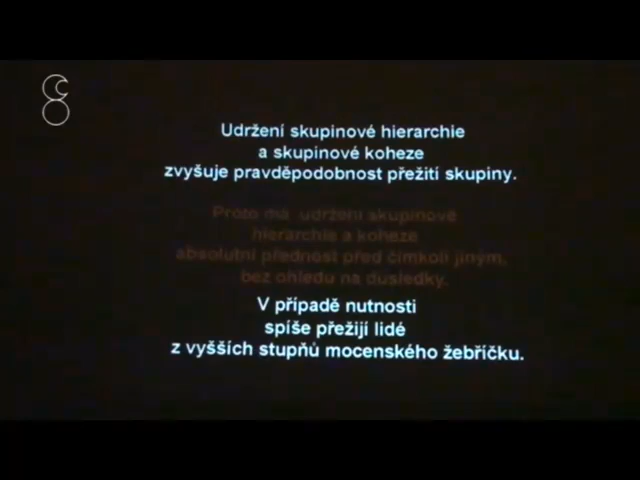 Udržení skupinové hierarchie
a skupinové koheze
zvyšuje pravděpodobnost přežití skupiny.
Proto má udržení skupinové
hierarchie a koheze
absolutní přednost před čímkoli jiným,
bez ohledu na důsledky.
V případě nutnosti
spíše přežijí lidé
z vyšších stupňů mocenského žebříčku.